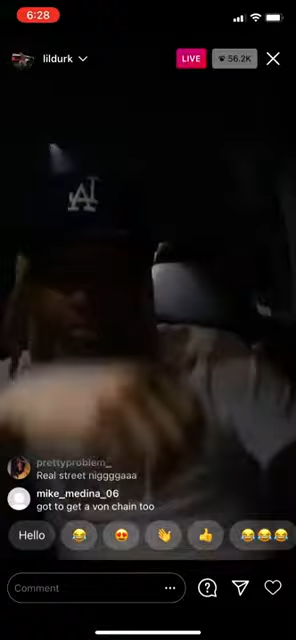 6:28
lildurk
LIVE
56.2K
LA
prettyproblem_
Real street niggggaaa
mike_medina_06
got to get a von chain too
Hello
Comment